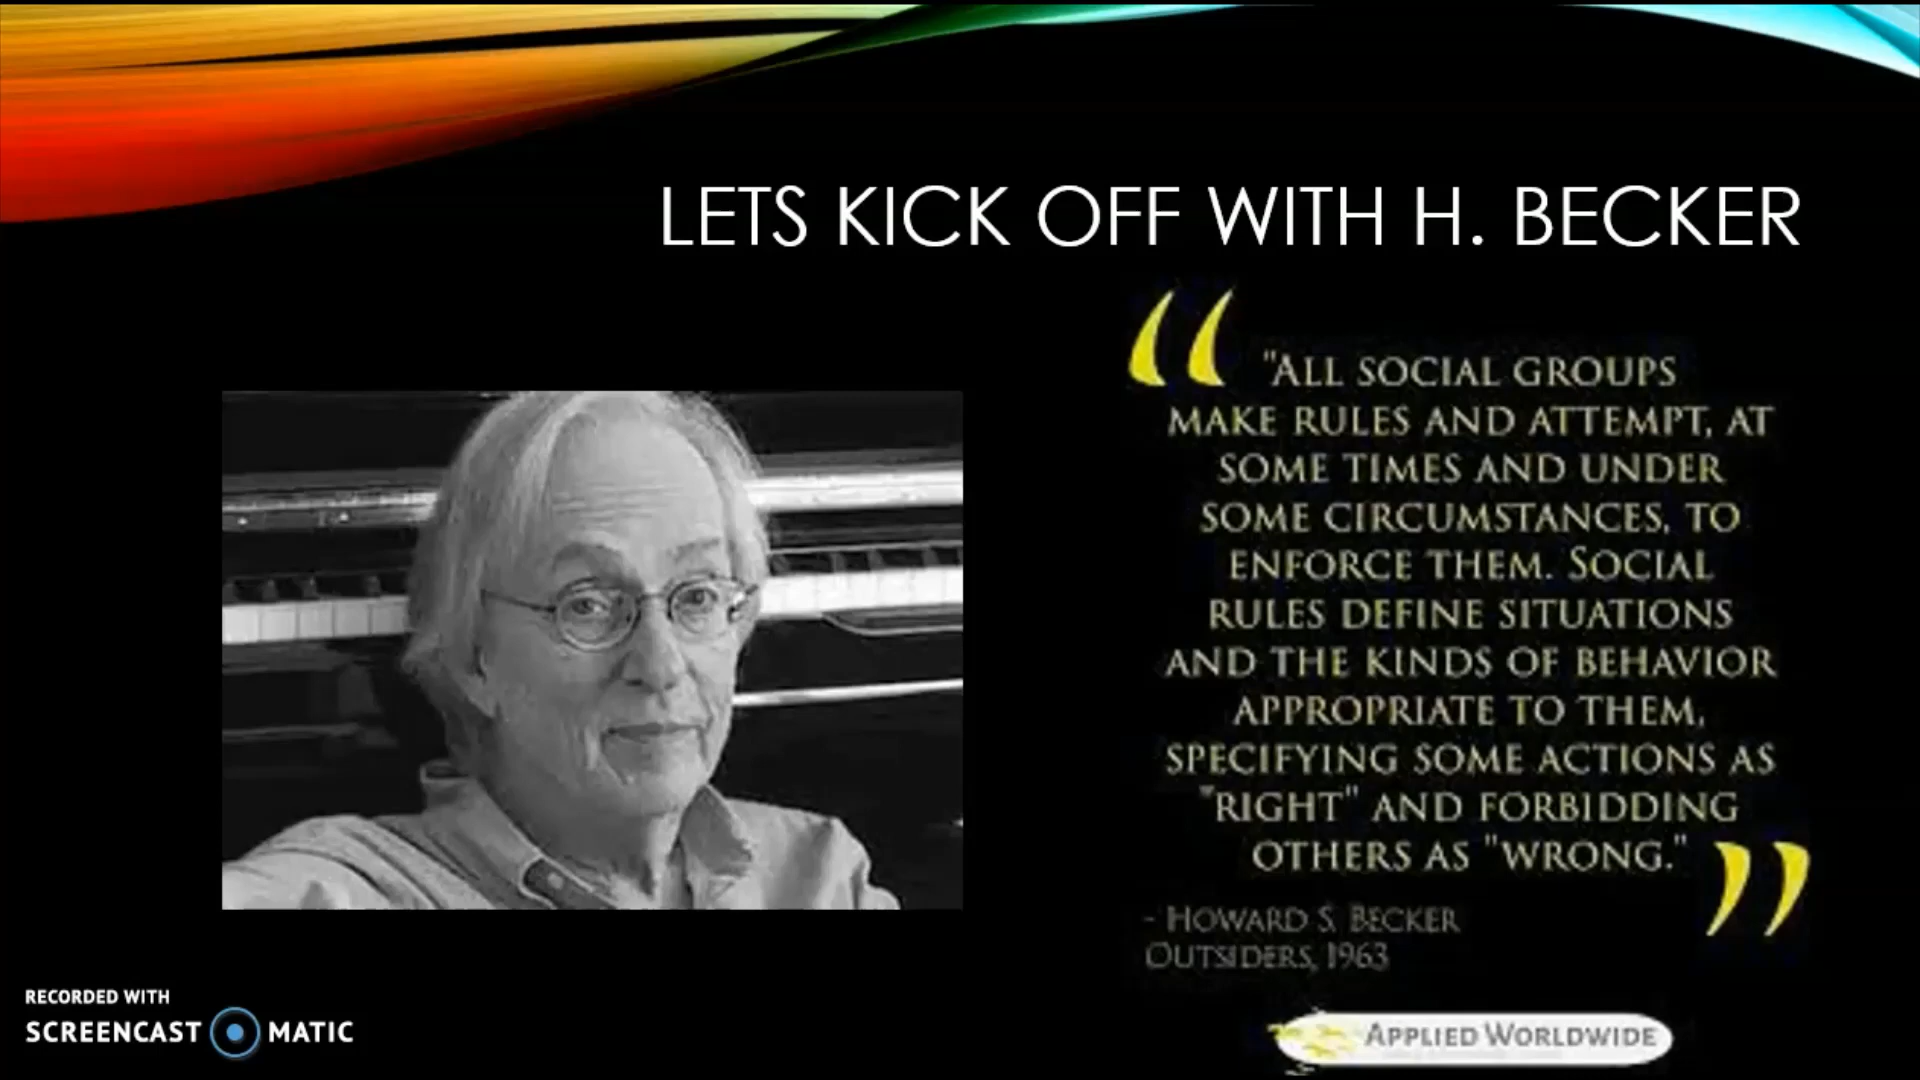 LETS KICK OFF WITH H. BECKER
"ALL SOCIAL GROUPS
MAKE RULES AND ATTEMPT, AT
SOME TIMES AND UNDER
SOME CIRCUMSTANCES, TO
ENFORCE THEM. SOCIAL
RULES DEFINE SITUATIONS
AND THE KINDS OF BEHAVIOR
APPROPRIATE TO THEM,
SPECIFYING SOME ACTIONS AS
"RIGHT" AND FORBIDDING
OTHERS AS "WRONG."
- HOWARD S. BECKER
OUTSIDERS, 1963
APPLIED WORLDWIDE
RECORDED WITH
SCREENCAST MATIC